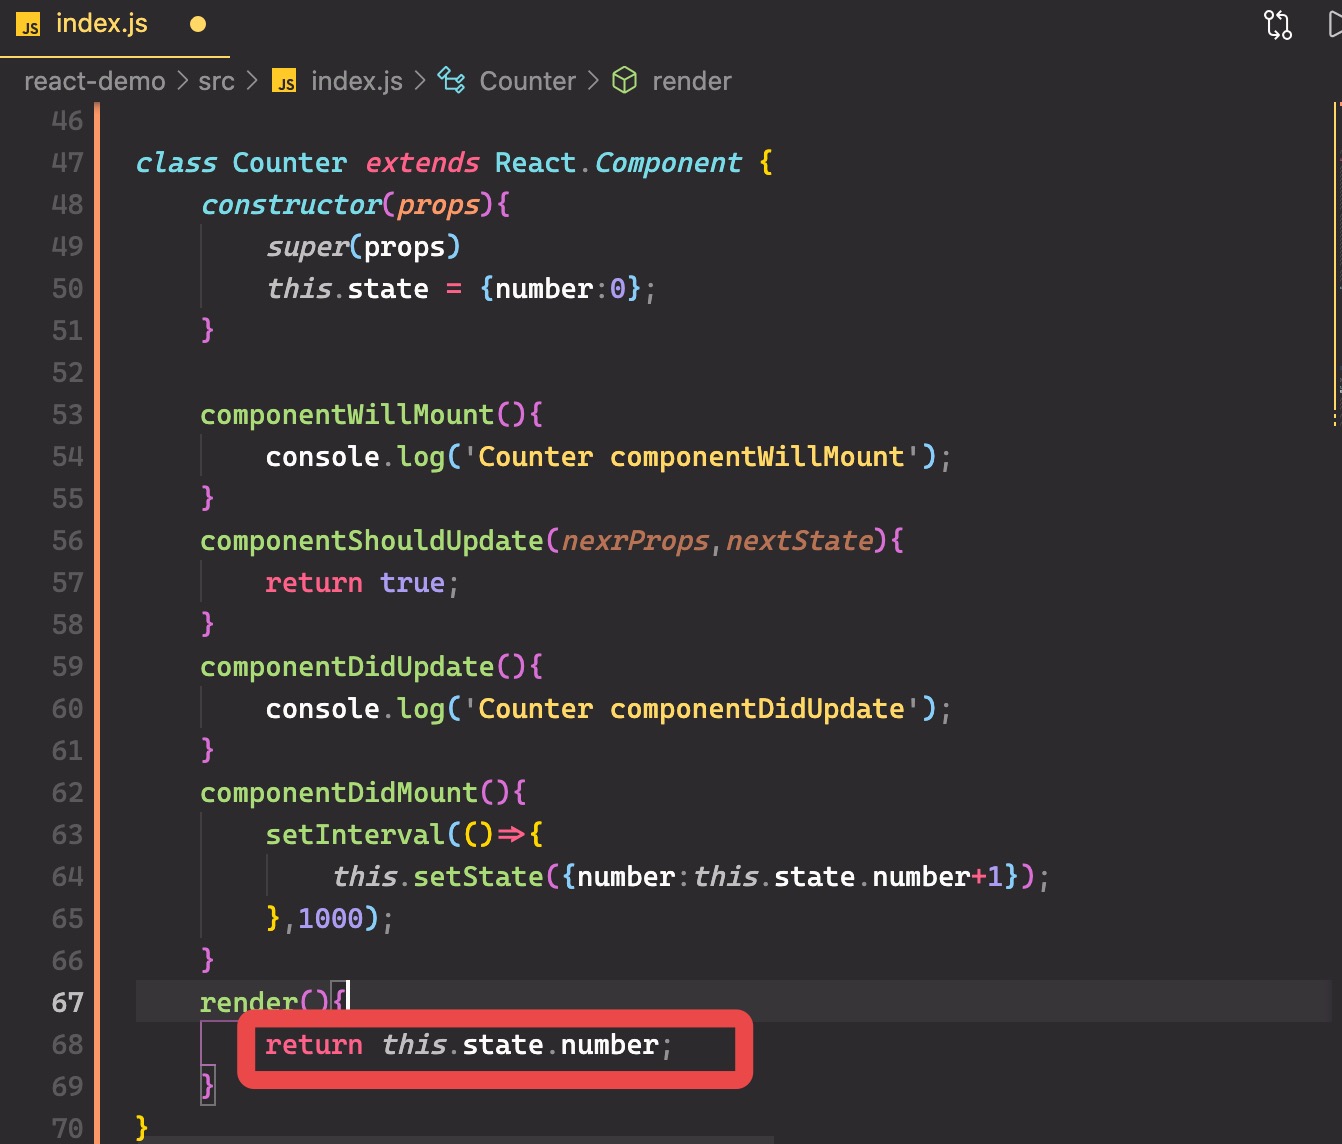 JS index.js
react-demo > src > JS index.js > Counter > render
46
47 class Counter extends React.Component {
48 constructor(props){
49 super(props)
50 this.state = {number:0};
51 }
52
53 componentWillMount(){
54 console.log('Counter componentWillMount');
55 }
56 componentShouldUpdate(nexrProps,nextState){
57 return true;
58 }
59 componentDidUpdate(){
60 console.log('Counter componentDidUpdate');
61 }
62 componentDidMount(){
63 setInterval(()=>{
64 this.setState({number:this.state.number+1});
65 },1000);
66 }
67 render(){
68 return this.state.number;
69 }
70 }